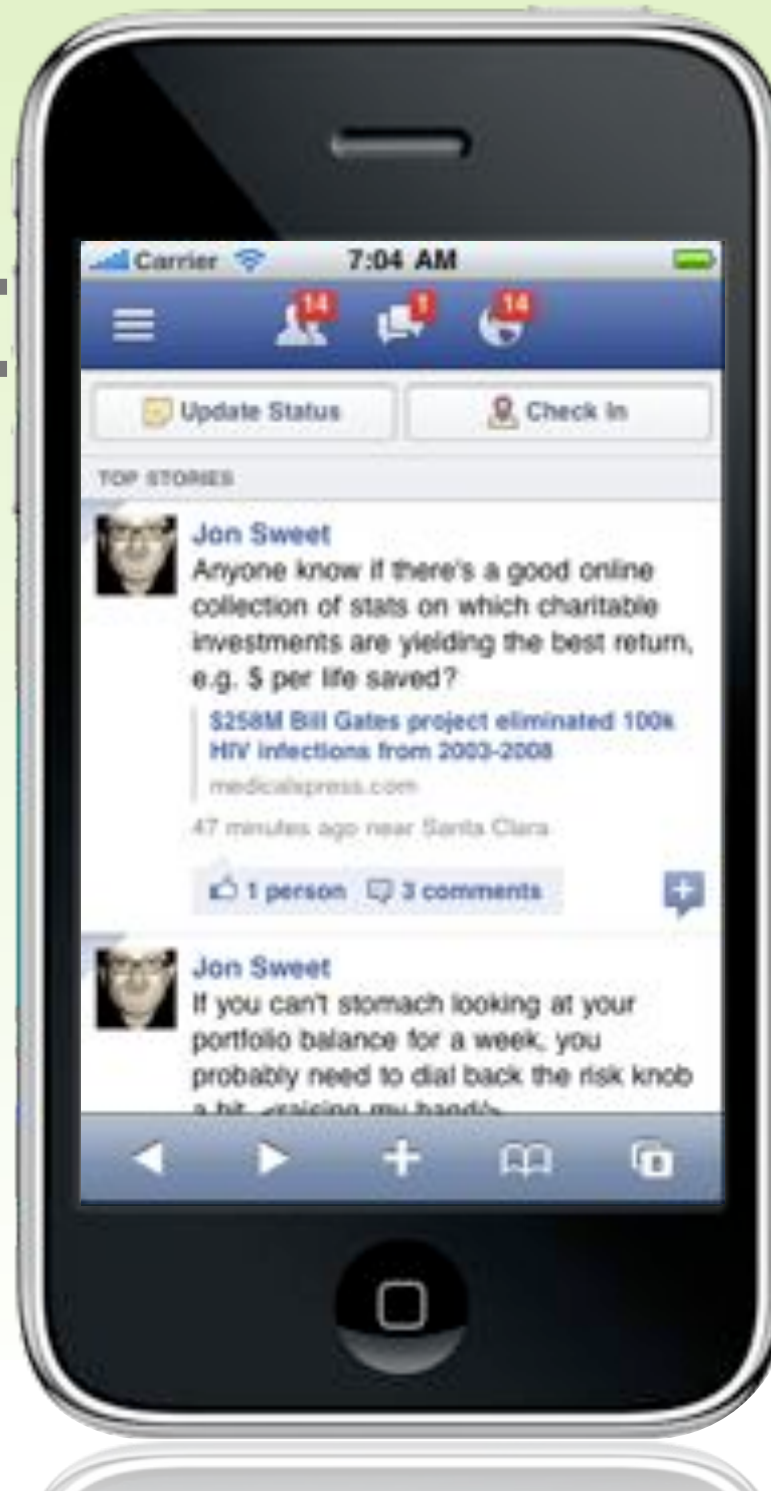 Carrier 7:04 AM
14 1 14
Update Status Check In
TOP STORIES
Jon Sweet
Anyone know if there's a good online
collection of stats on which charitable
investments are yielding the best return,
e.g. $ per life saved?
$258M Bill Gates project eliminated 100k
HIV infections from 2003-2008
medicalxpress.com
47 minutes ago near Santa Clara
1 person 3 comments
Jon Sweet
If you can't stomach looking at your
portfolio balance for a week, you
probably need to dial back the risk knob
a bit. <raising my hand/>